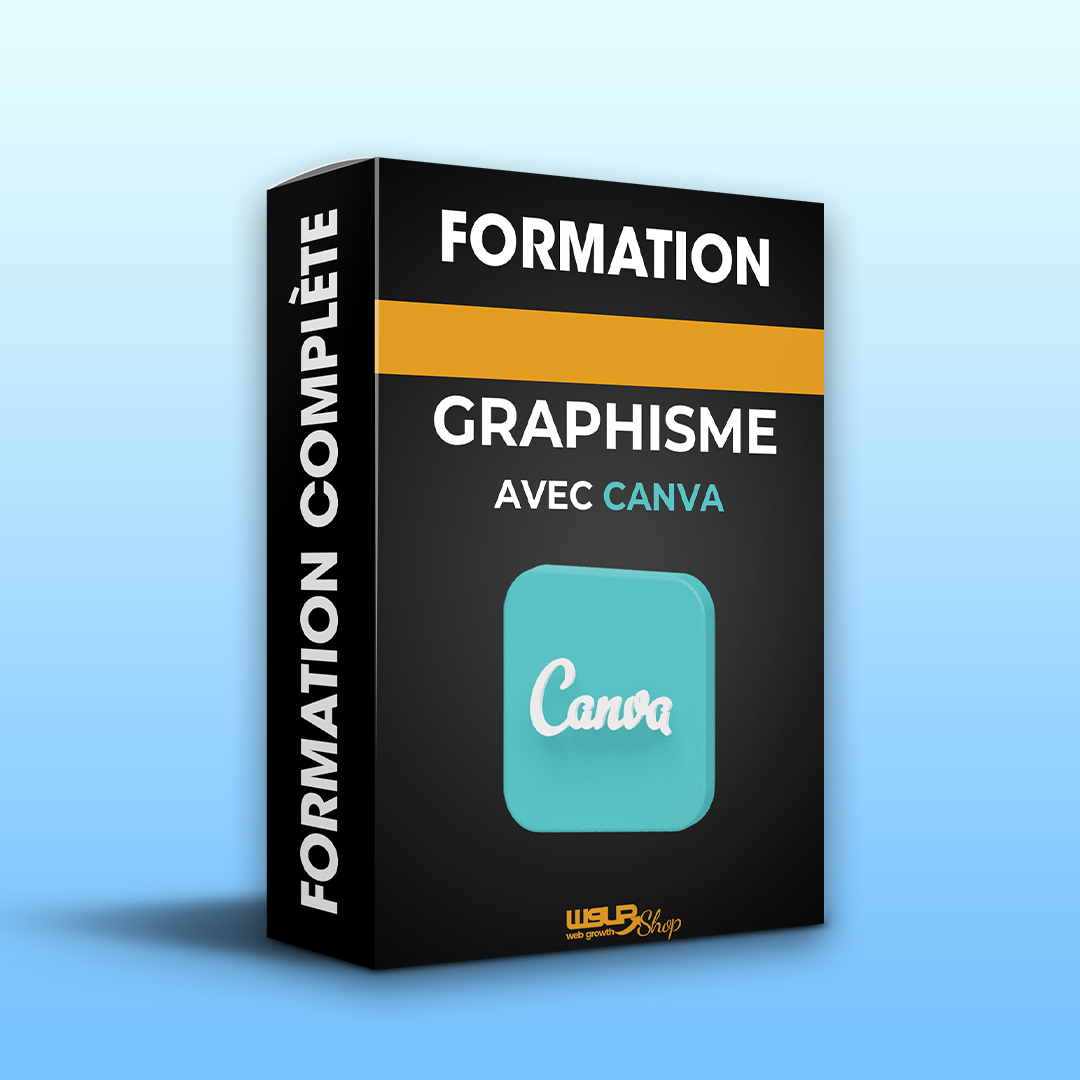 FORMATION COMPLÈTE
FORMATION
GRAPHISME
AVEC CANVA
Canva
web growth
Shop